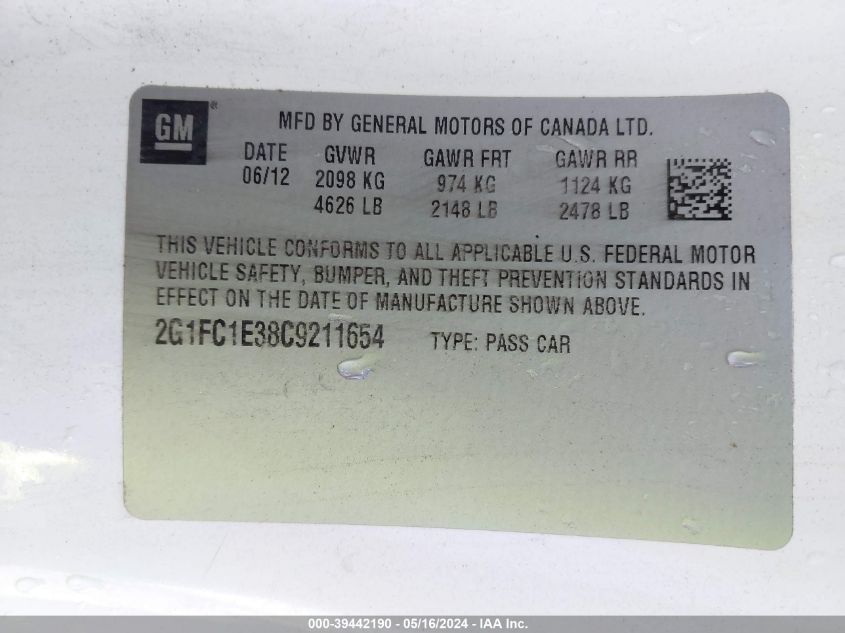 GM ®
MFD BY GENERAL MOTORS OF CANADA LTD.
DATE GVWR GAWR FRT GAWR RR
06/12 2098 KG 974 KG 1124 KG
4626 LB 2148 LB 2478 LB
THIS VEHICLE CONFORMS TO ALL APPLICABLE U.S. FEDERAL MOTOR
VEHICLE SAFETY, BUMPER, AND THEFT PREVENTION STANDARDS IN
EFFECT ON THE DATE OF MANUFACTURE SHOWN ABOVE.
2G1FC1E38C9211654 TYPE: PASS CAR
000-39442190 - 05/16/2024 - IAA Inc.